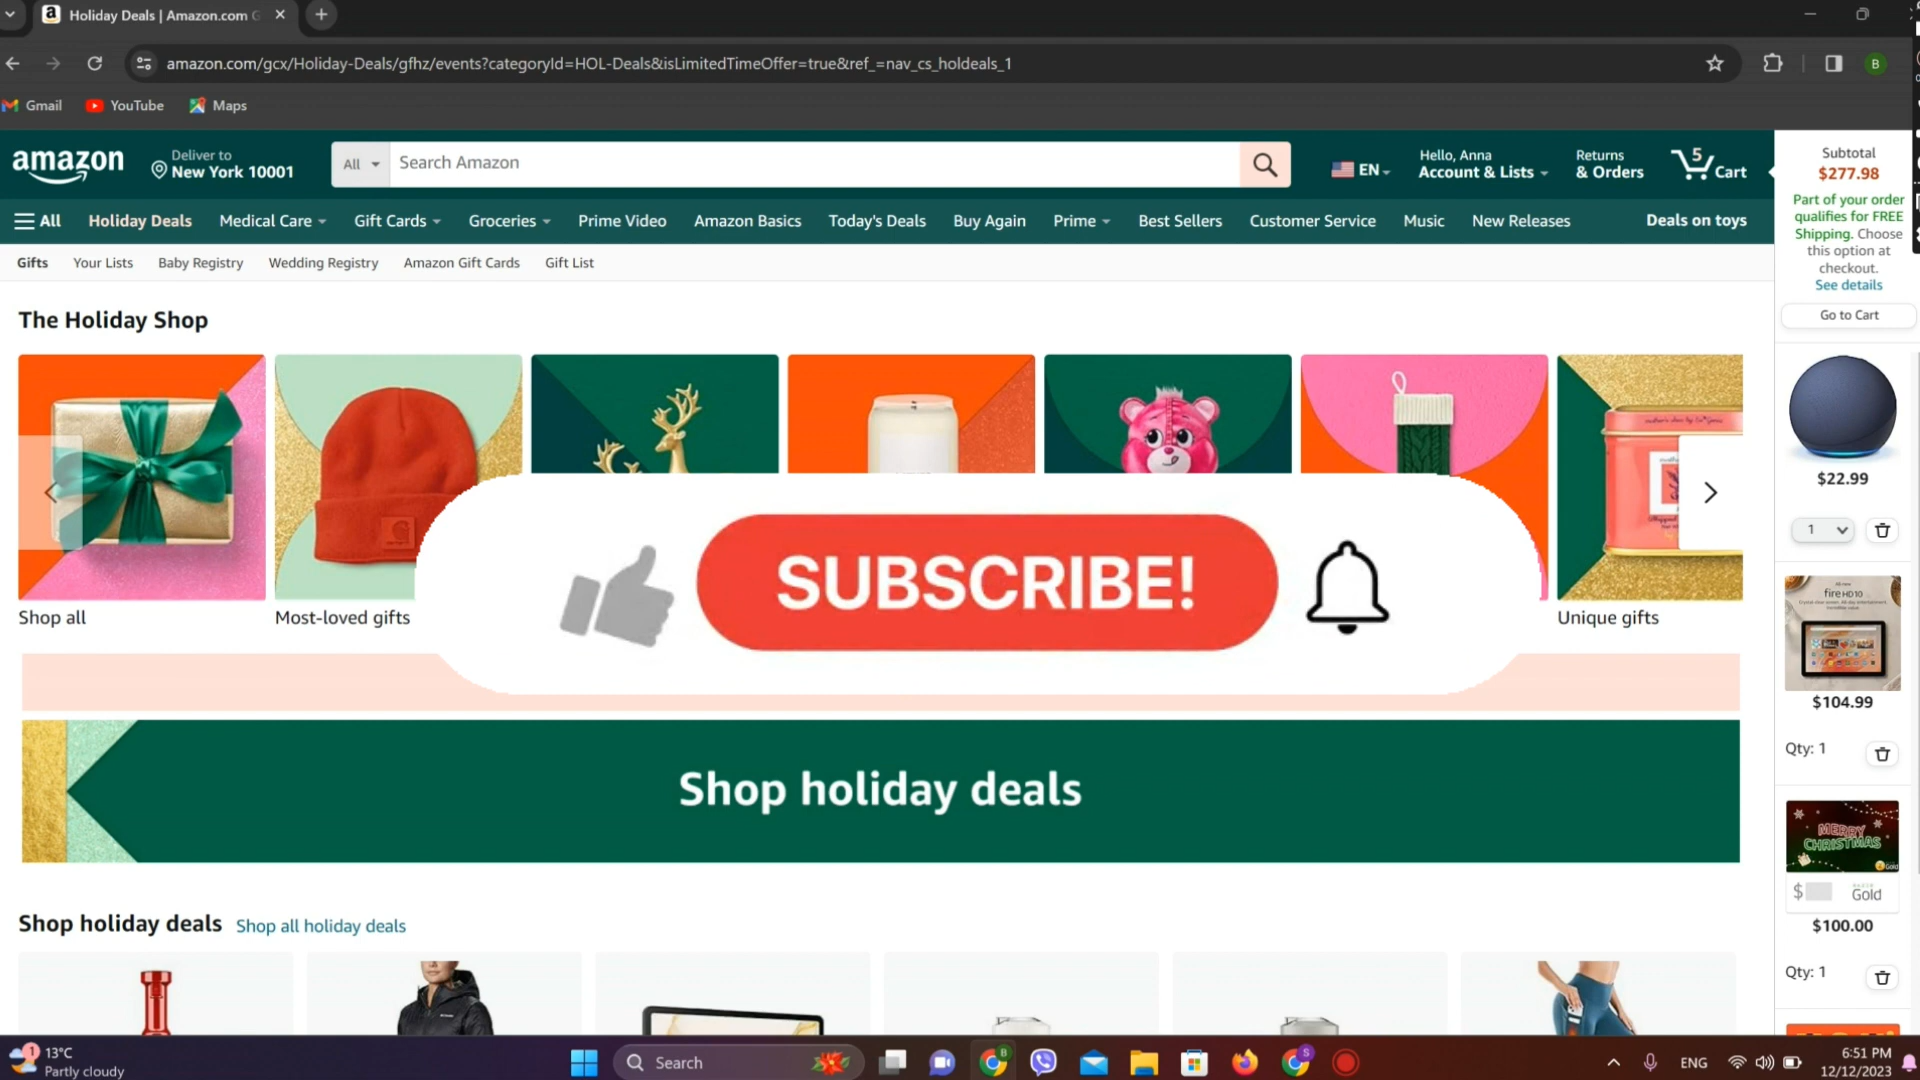 Holiday Deals | Amazon.com
amazon.com/gcx/Holiday-Deals/gfhz/events?categoryId=HOL-Deals&isLimitedTimeOffer=true&ref_=nav_cs_holdeals_1
B
Gmail
YouTube
Maps
amazon
Deliver to
New York 10001
All
Search Amazon
EN
Hello, Anna
Account & Lists
Returns
& Orders
5
Cart
All
Holiday Deals
Medical Care
Gift Cards
Groceries
Prime Video
Amazon Basics
Today's Deals
Buy Again
Prime
Best Sellers
Customer Service
Music
New Releases
Deals on toys
Gifts
Your Lists
Baby Registry
Wedding Registry
Amazon Gift Cards
Gift List
Subtotal
$277.98
Part of your order
qualifies for FREE
Shipping. Choose
this option at
checkout.
See details
Go to Cart
The Holiday Shop
Shop all
Most-loved gifts
Unique gifts
SUBSCRIBE!
$22.99
1
fire HD 10
$104.99
Qty: 1
MERRY
CHRISTMAS
Gold
$
Gold
$100.00
Qty: 1
Shop holiday deals
Shop holiday deals
Shop all holiday deals
1
13°C
Partly cloudy
Search
B
S
ENG
6:51 PM
12/12/2023